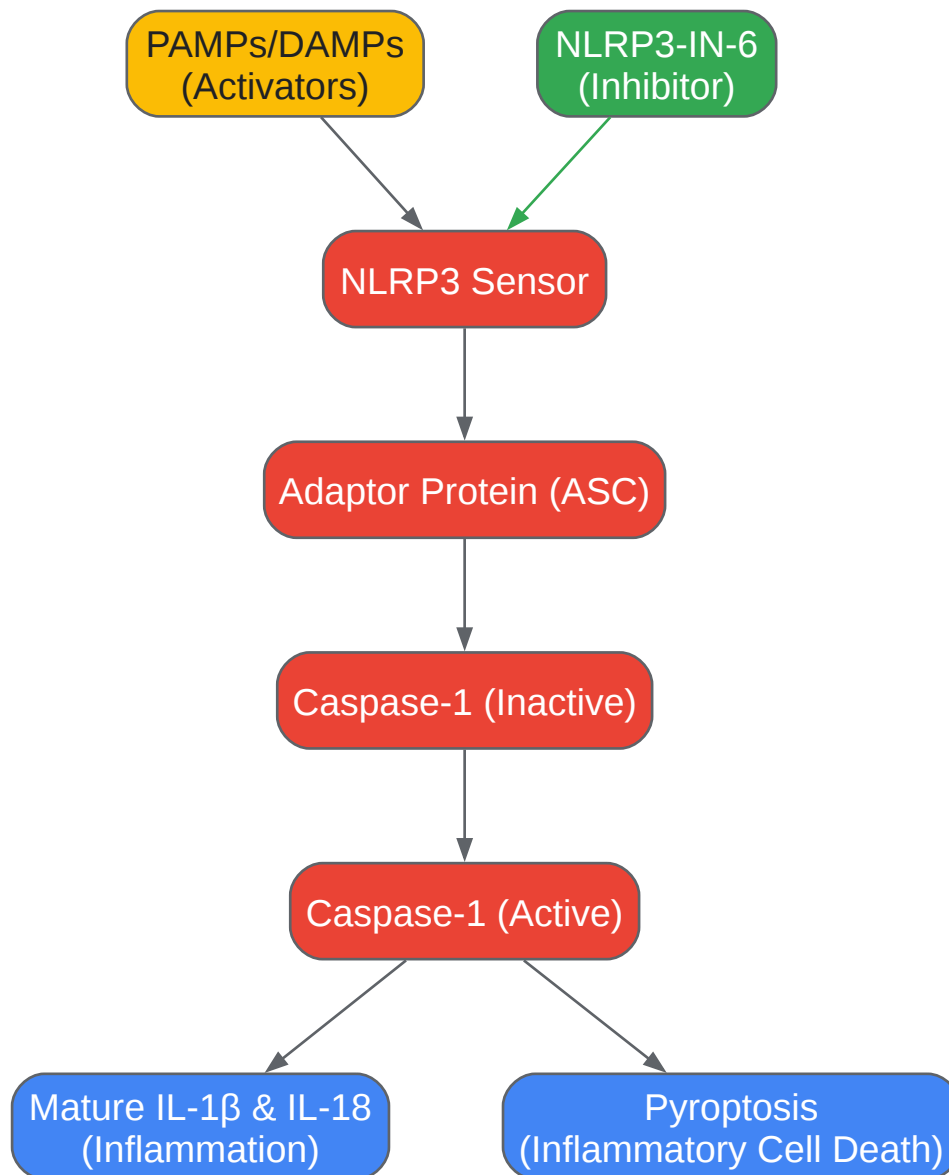 PAMPs/DAMPs
(Activators)
NLRP3-IN-6
(Inhibitor)
NLRP3 Sensor
Adaptor Protein (ASC)
Caspase-1 (Inactive)
Caspase-1 (Active)
Mature IL-1β & IL-18
(Inflammation)
Pyroptosis
(Inflammatory Cell Death)